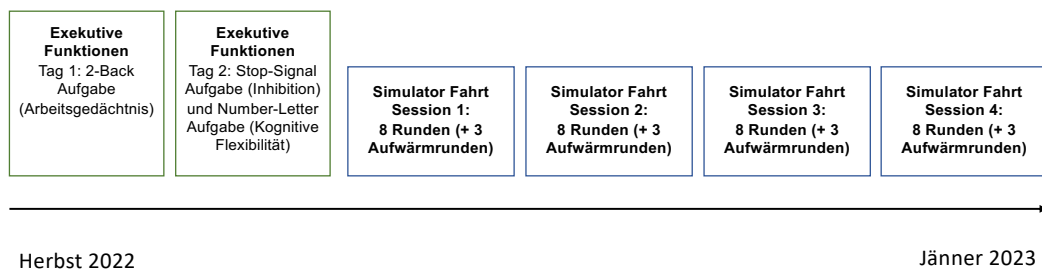 Exekutive
Funktionen
Tag 1: 2-Back
Aufgabe
(Arbeitsgedächtnis)
Exekutive
Funktionen
Tag 2: Stop-Signal
Aufgabe (Inhibition)
und Number-Letter
Aufgabe (Kognitive
Flexibilität)
Simulator Fahrt
Session 1:
8 Runden (+ 3
Aufwärmrunden)
Simulator Fahrt
Session 2:
8 Runden (+ 3
Aufwärmrunden)
Simulator Fahrt
Session 3:
8 Runden (+ 3
Aufwärmrunden)
Simulator Fahrt
Session 4:
8 Runden (+ 3
Aufwärmrunden)
Herbst 2022
Jänner 2023